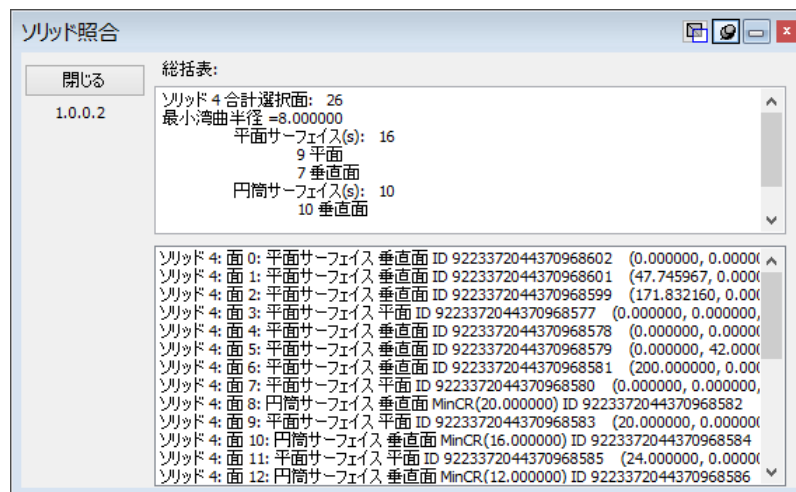 ソリッド照合
閉じる
1.0.0.2
総括表:
ソリッド 4 合計選択面: 26
最小湾曲半径 =8.000000
平面サーフェイス(s): 16
9 平面
7 垂直面
円筒サーフェイス(s): 10
10 垂直面
ソリッド 4: 面 0: 平面サーフェイス 垂直面 ID 9223372044370968602 (0.000000, 0.0000
ソリッド 4: 面 1: 平面サーフェイス 垂直面 ID 9223372044370968601 (47.745967, 0.000
ソリッド 4: 面 2: 平面サーフェイス 垂直面 ID 9223372044370968599 (171.832160, 0.00
ソリッド 4: 面 3: 平面サーフェイス 平面 ID 9223372044370968577 (0.000000, 0.000000,
ソリッド 4: 面 4: 平面サーフェイス 垂直面 ID 9223372044370968578 (0.000000, 0.0000
ソリッド 4: 面 5: 平面サーフェイス 垂直面 ID 9223372044370968579 (0.000000, 42.000
ソリッド 4: 面 6: 平面サーフェイス 垂直面 ID 9223372044370968581 (200.000000, 0.00
ソリッド 4: 面 7: 平面サーフェイス 平面 ID 9223372044370968580 (0.000000, 0.000000,
ソリッド 4: 面 8: 円筒サーフェイス 垂直面 MinCR(20.000000) ID 9223372044370968582
ソリッド 4: 面 9: 平面サーフェイス 平面 ID 9223372044370968583 (20.000000, 0.00000
ソリッド 4: 面 10: 円筒サーフェイス 垂直面 MinCR(16.000000) ID 9223372044370968584
ソリッド 4: 面 11: 平面サーフェイス 平面 ID 9223372044370968585 (24.000000, 0.0000
ソリッド 4: 面 12: 円筒サーフェイス 垂直面 MinCR(12.000000) ID 9223372044370968586